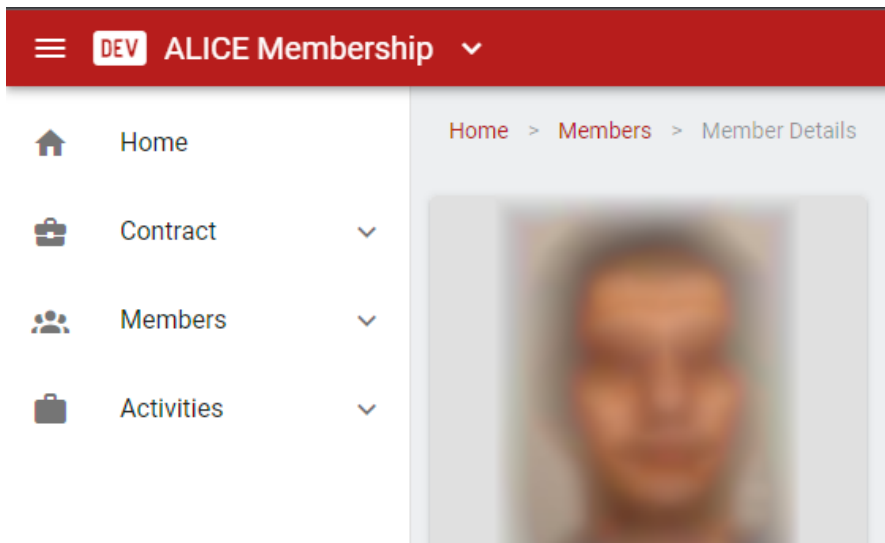 DEV ALICE Membership
Home > Members > Member Details
Home
Contract
Members
Activities